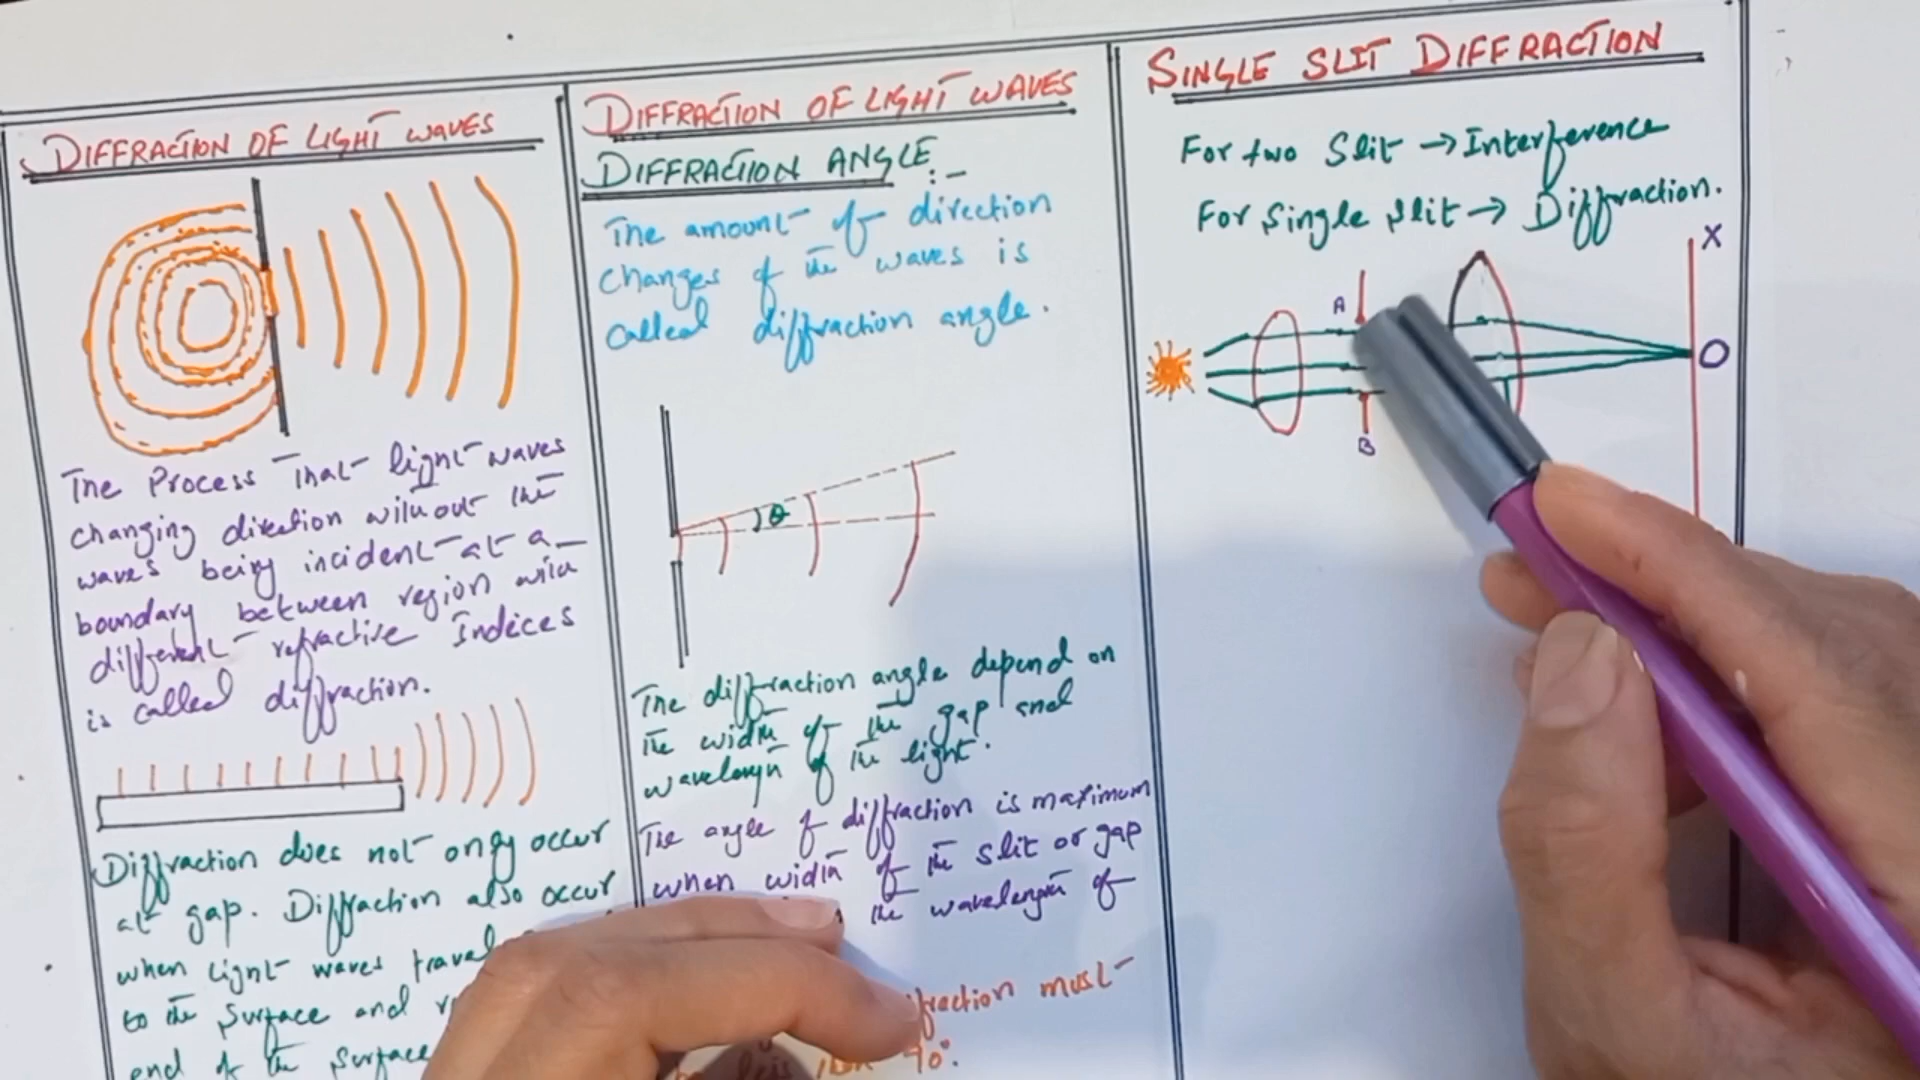 DIFFRACTION OF LIGHT WAVES
The Process That light waves
changing direction without the
waves being incident at a
boundary between region with
different refractive Indices
is called diffraction.
Diffraction does not only occur
at gap. Diffraction also occur
when light waves travel
to the surface and
end of the surface
DIFFRACTION OF LIGHT WAVES
DIFFRACTION ANGLE:-
The amount of direction
changes of the waves is
called diffraction angle.
θ
The diffraction angle depend on
the width of the gap and
wavelength of the light.
The angle of diffraction is maximum
when width of the slit or gap
the wavelength of
fraction must
less than 90°.
SINGLE SLIT DIFFRACTION
For two Slit → Interference
For Single Slit → Diffraction.
X
A
O
B